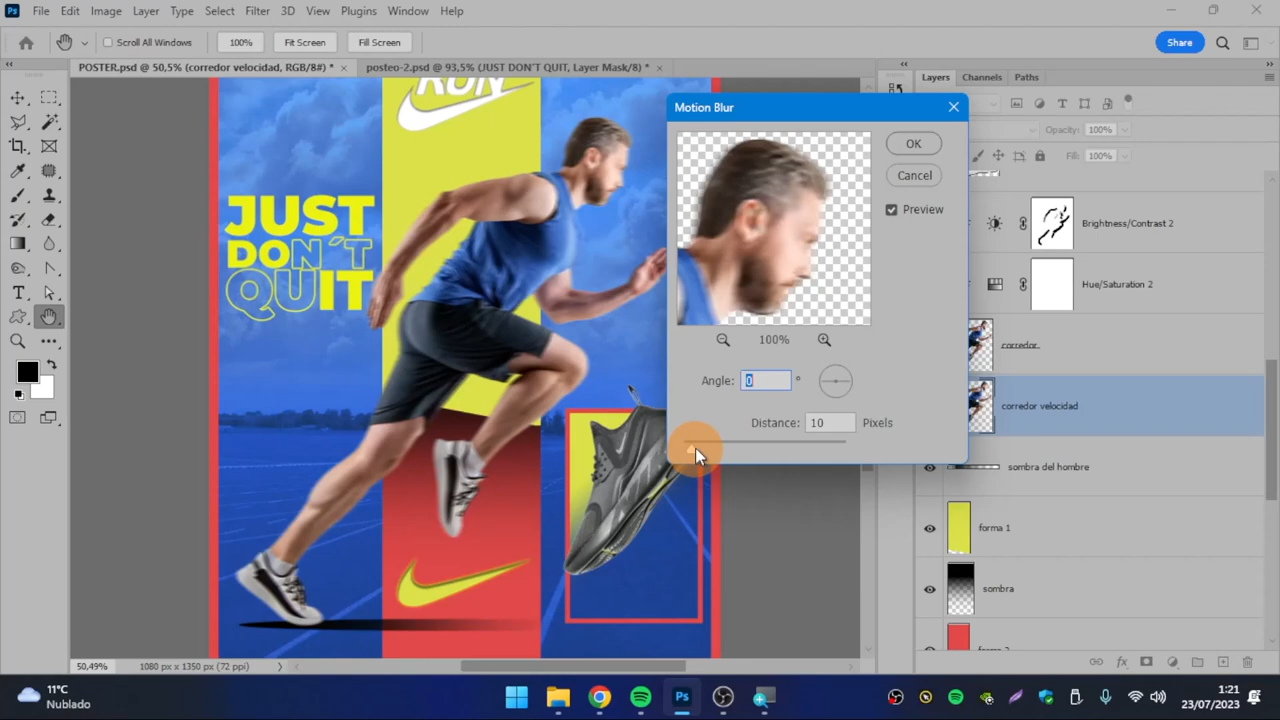 Ps File Edit Image Layer Type Select Filter 3D View Plugins Window Help
Scroll All Windows 100% Fit Screen Fill Screen Share
POSTER.psd @ 50,5% (corredor velocidad, RGB/8#) * × posteo-2.psd @ 93,5% (JUST DON'T QUIT, Layer Mask/8) * ×
Layers Channels Paths
RUN
JUST
DON´T
QUIT
Motion Blur
OK
Cancel
Preview
100%
Angle: 0 °
Distance: 10 Pixels
Opacity: 100%
Fill: 100%
Brightness/Contrast 2
Hue/Saturation 2
corredor
corredor velocidad
sombra del hombre
forma 1
sombra
50,49% 1080 px x 1350 px (72 ppi)
11°C
Nublado
Ps
1:21
23/07/2023